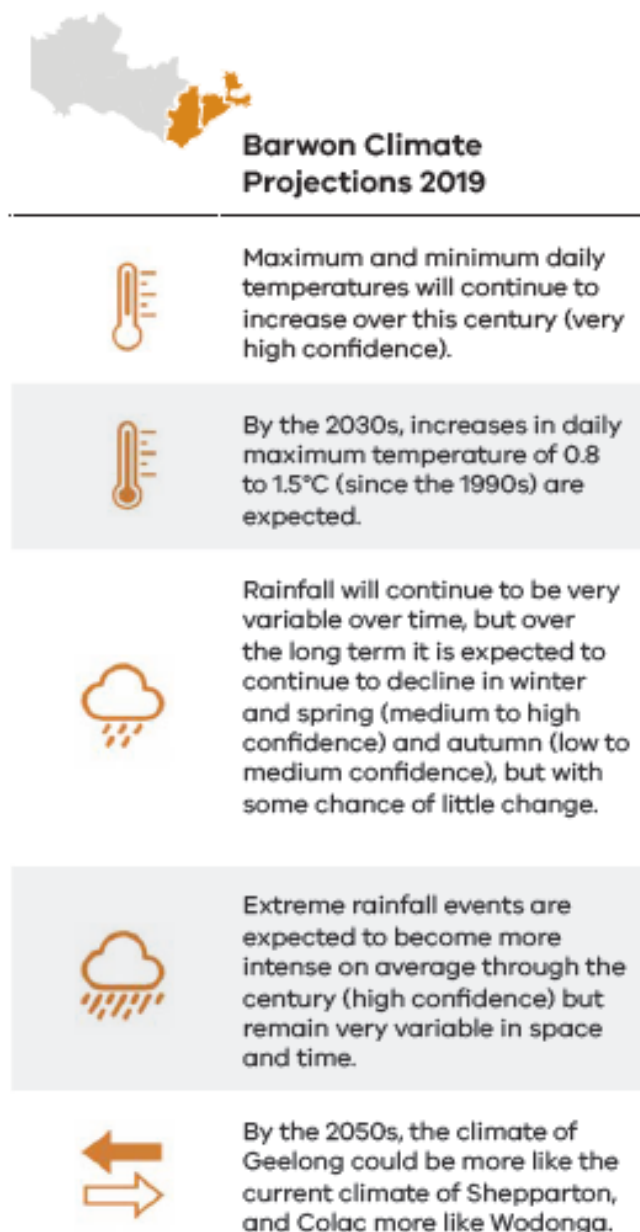 Barwon Climate
Projections 2019
Maximum and minimum daily
temperatures will continue to
increase over this century (very
high confidence).
By the 2030s, increases in daily
maximum temperature of 0.8
to 1.5°C (since the 1990s) are
expected.
Rainfall will continue to be very
variable over time, but over
the long term it is expected to
continue to decline in winter
and spring (medium to high
confidence) and autumn (low to
medium confidence), but with
some chance of little change.
Extreme rainfall events are
expected to become more
intense on average through the
century (high confidence) but
remain very variable in space
and time.
By the 2050s, the climate of
Geelong could be more like the
current climate of Shepparton,
and Colac more like Wodonga.